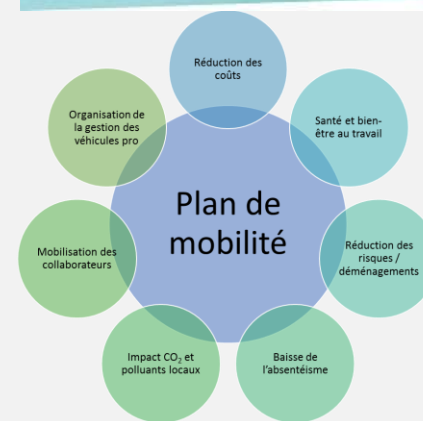 Réduction des
coûts
Organisation de
la gestion des
véhicules pro
Santé et bien-
être au travail
Plan de
mobilité
Mobilisation des
collaborateurs
Réduction des
risques /
déménagements
Impact CO₂ et
polluants locaux
Baisse de
l'absentéisme